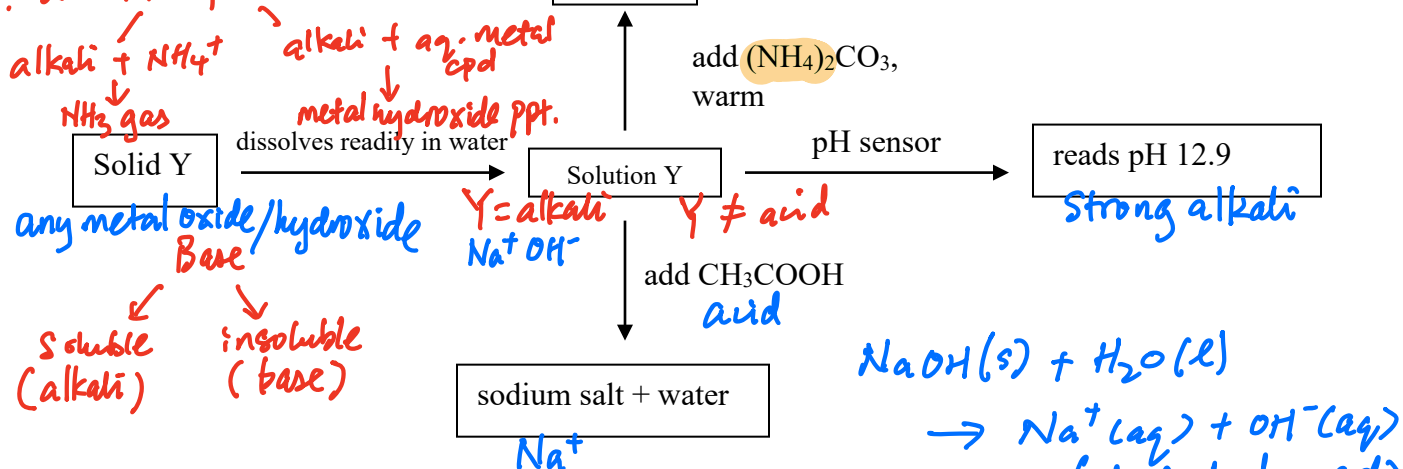 alkali + NH₄⁺
↓
NH₃ gas
alkali + aq. metal
cpd
↓
metal hydroxide ppt.
add (NH₄)₂CO₃,
warm
Solid Y
dissolves readily in water
Solution Y
pH sensor
reads pH 12.9
any metal oxide/hydroxide
Base
Y = alkali
Y ≠ acid
Na⁺ OH⁻
Strong alkali
soluble
(alkali)
insoluble
(base)
add CH₃COOH
acid
sodium salt + water
Na⁺
NaOH(s) + H₂O(l)
→ Na⁺(aq) + OH⁻(aq)